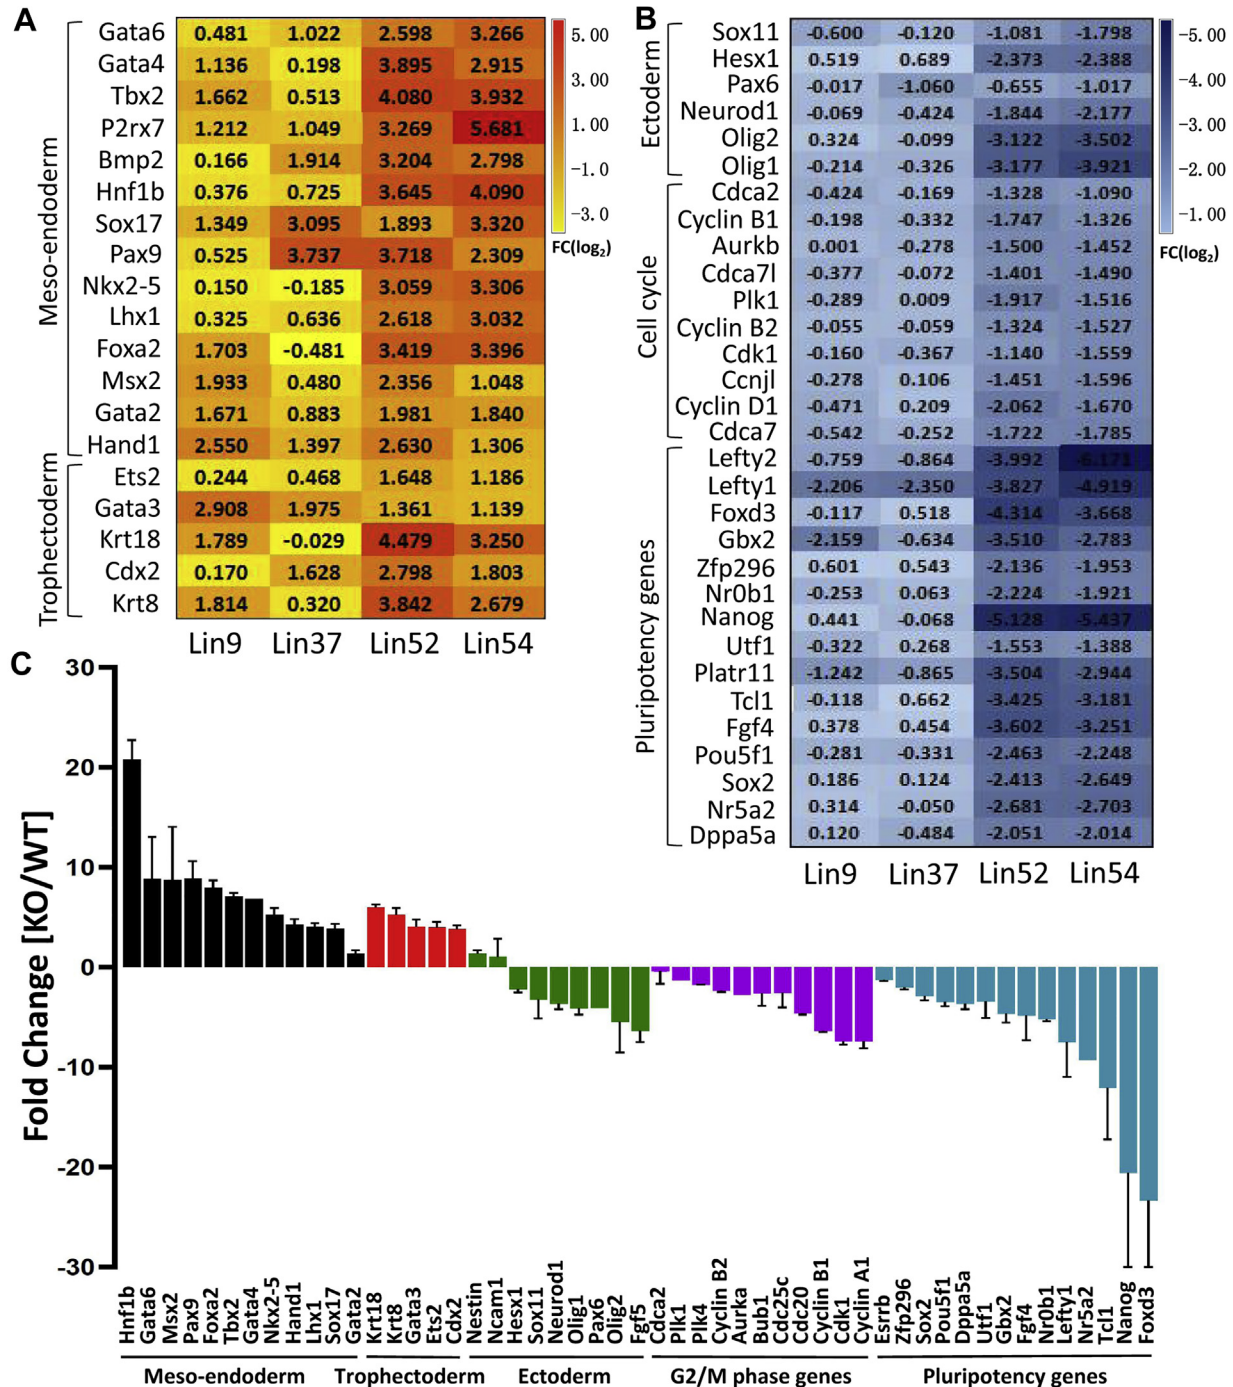 A
Gata6 0.481 1.022 2.598 3.266
Gata4 1.136 0.198 3.895 2.915
Tbx2 1.662 0.513 4.080 3.932
P2rx7 1.212 1.049 3.269 5.681
Bmp2 0.166 1.914 3.204 2.798
Hnf1b 0.376 0.725 3.645 4.090
Sox17 1.349 3.095 1.893 3.320
Pax9 0.525 3.737 3.718 2.309
Nkx2-5 0.150 -0.185 3.059 3.306
Lhx1 0.325 0.636 2.618 3.032
Foxa2 1.703 -0.481 3.419 3.396
Msx2 1.933 0.480 2.356 1.048
Gata2 1.671 0.883 1.981 1.840
Hand1 2.550 1.397 2.630 1.306
Ets2 0.244 0.468 1.648 1.186
Gata3 2.908 1.975 1.361 1.139
Krt18 1.789 -0.029 4.479 3.250
Cdx2 0.170 1.628 2.798 1.803
Krt8 1.814 0.320 3.842 2.679
Lin9 Lin37 Lin52 Lin54
Meso-endoderm
Trophectoderm
5.00
3.00
1.00
-1.0
-3.0
FC(log2)
B
Sox11 -0.600 -0.120 -1.081 -1.798
Hesx1 0.519 0.689 -2.373 -2.388
Pax6 -0.017 -1.060 -0.655 -1.017
Neurod1 -0.069 -0.424 -1.844 -2.177
Olig2 0.324 -0.099 -3.122 -3.502
Olig1 -0.214 -0.326 -3.177 -3.921
Cdca2 -0.424 -0.169 -1.328 -1.090
Cyclin B1 -0.198 -0.332 -1.747 -1.326
Aurkb 0.001 -0.278 -1.500 -1.452
Cdca7l -0.377 -0.072 -1.401 -1.490
Plk1 -0.289 0.009 -1.917 -1.516
Cyclin B2 -0.055 -0.059 -1.324 -1.527
Cdk1 -0.160 -0.367 -1.140 -1.559
Ccnjl -0.278 0.106 -1.451 -1.596
Cyclin D1 -0.471 0.209 -2.062 -1.670
Cdca7 -0.542 -0.252 -1.722 -1.785
Lefty2 -0.759 -0.864 -3.992 -6.171
Lefty1 -2.206 -2.350 -3.827 -4.919
Foxd3 -0.117 0.518 -4.314 -3.668
Gbx2 -2.159 -0.634 -3.510 -2.783
Zfp296 0.601 0.543 -2.136 -1.953
Nr0b1 -0.253 0.063 -2.224 -1.921
Nanog 0.441 -0.068 -5.128 -5.437
Utf1 -0.322 0.268 -1.553 -1.388
Platr11 -1.242 -0.865 -3.504 -2.944
Tcl1 -0.118 0.662 -3.425 -3.181
Fgf4 0.378 0.454 -3.602 -3.251
Pou5f1 -0.281 -0.331 -2.463 -2.248
Sox2 0.186 0.124 -2.413 -2.649
Nr5a2 0.314 -0.050 -2.681 -2.703
Dppa5a 0.120 -0.484 -2.051 -2.014
Lin9 Lin37 Lin52 Lin54
Ectoderm
Cell cycle
Pluripotency genes
-5.00
-4.00
-3.00
-2.00
-1.00
FC(log2)
C
Fold Change [KO/WT]
30
20
10
0
-10
-20
-30
Hnf1b
Gata6
Msx2
Pax9
Foxa2
Tbx2
Gata4
Nkx2-5
Hand1
Lhx1
Sox17
Gata2
Krt18
Krt8
Gata3
Ets2
Cdx2
Nestin
Ncam1
Hesx1
Sox11
Neurod1
Olig1
Pax6
Olig2
Fgf5
Cdca2
Plk1
Plk4
Cyclin B2
Aurka
Bub1
Cdc25c
Cdc20
Cyclin B1
Cdk1
Cyclin A1
Esrrb
Zfp296
Sox2
Pou5f1
Dppa5a
Utf1
Gbx2
Fgf4
Nr0b1
Lefty1
Nr5a2
Tcl1
Nanog
Foxd3
Meso-endoderm Trophectoderm Ectoderm G2/M phase genes Pluripotency genes